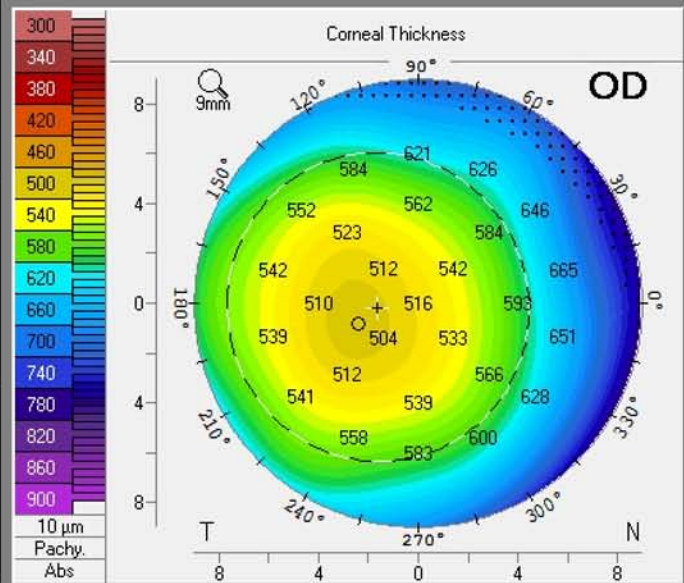 Corneal Thickness
300
340
380
420
460
500
540
580
620
660
700
740
780
820
860
900
10 µm
Pachy.
Abs
9mm
OD
90°
120°
60°
150°
30°
180°
0°
210°
330°
240°
300°
270°
8
4
0
4
8
621
584 626
552 562 646
523 584
542 512 542 665
510 516 593
539 504 533 651
512 566
541 539 628
558 583 600
T N
8 4 0 4 8